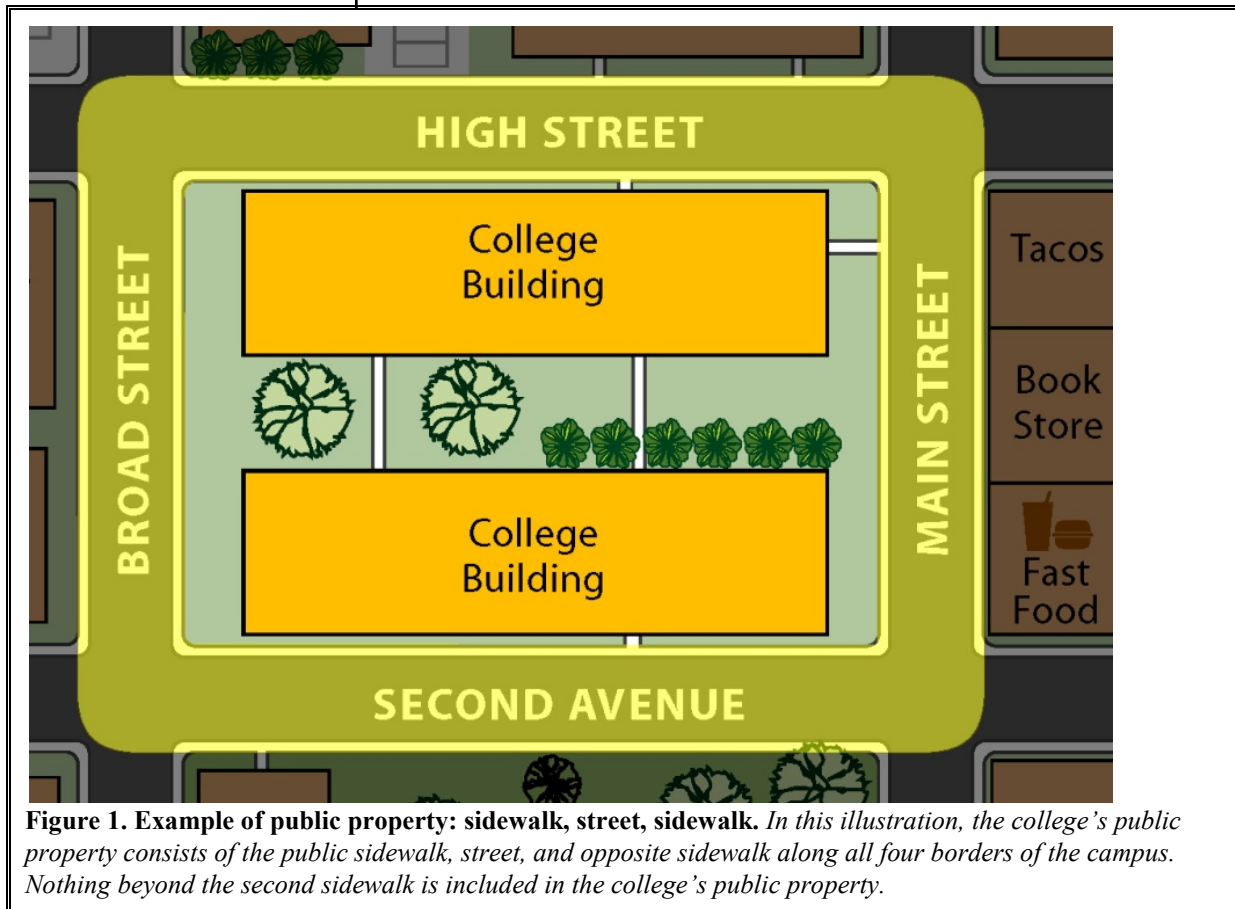 HIGH STREET
College
Building
BROAD STREET
MAIN STREET
Tacos
Book
Store
College
Building
Fast
Food
SECOND AVENUE
Figure 1. Example of public property: sidewalk, street, sidewalk. In this illustration, the college's public
property consists of the public sidewalk, street, and opposite sidewalk along all four borders of the campus.
Nothing beyond the second sidewalk is included in the college's public property.